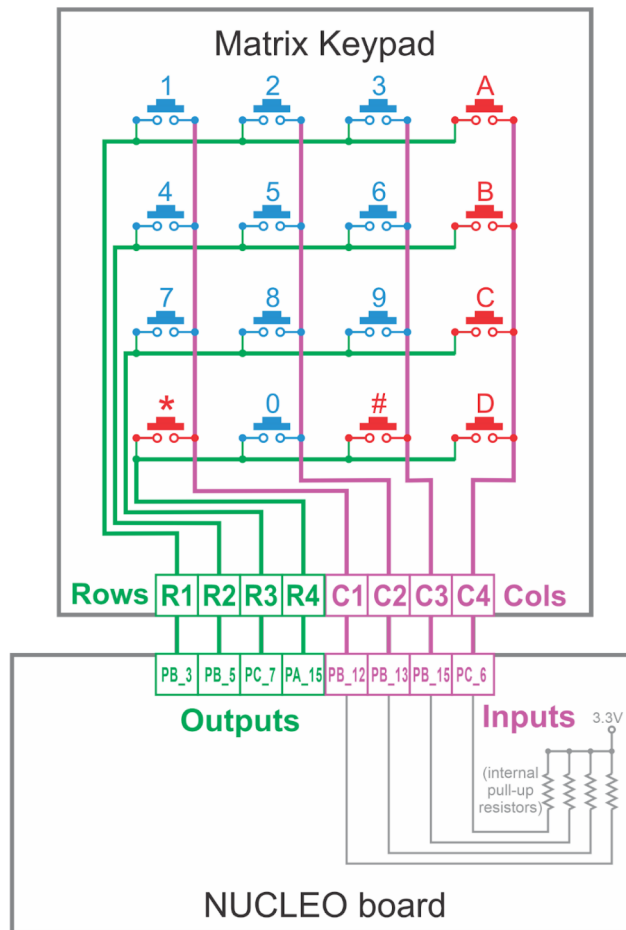 Matrix Keypad
1 2 3 A
4 5 6 B
7 8 9 C
* 0 # D
Rows R1 R2 R3 R4 C1 C2 C3 C4 Cols
PB_3 PB_5 PC_7 PA_15 PB_12 PB_13 PB_15 PC_6
Outputs Inputs 3.3V
(internal
pull-up
resistors)
NUCLEO board